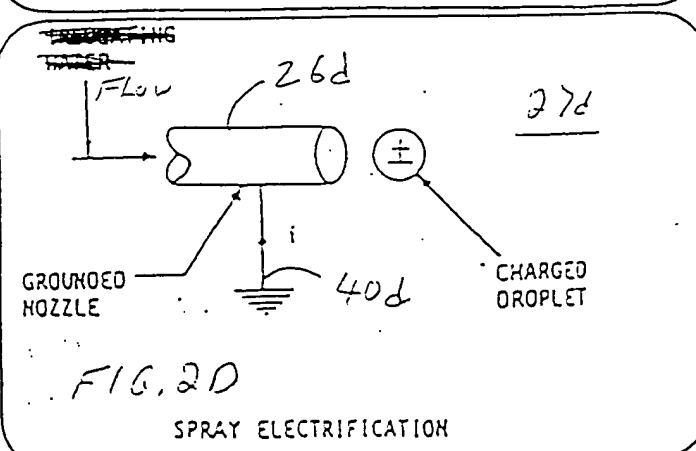 FLOW
26d
27d
±
i
GROUNDED
NOZZLE
40d
CHARGED
DROPLET
FIG. 2D
SPRAY ELECTRIFICATION